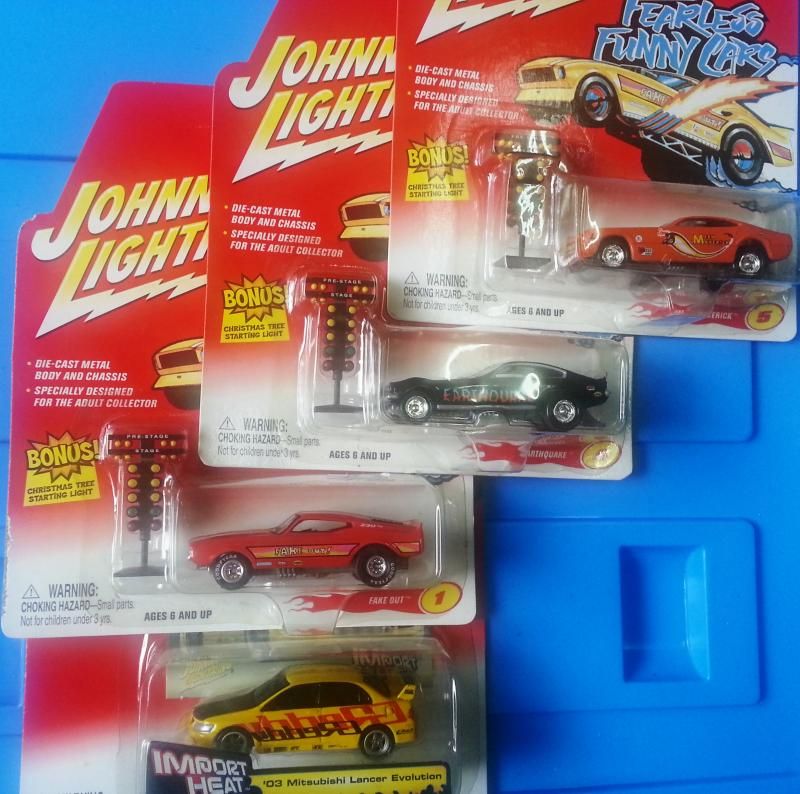 FEARLESS
FUNNY CARS
• DIE-CAST METAL
BODY AND CHASSIS
• SPECIALLY DESIGNED
FOR THE ADULT COLLECTOR
FAKE OUT!
BONUS!
CHRISTMAS TREE
STARTING LIGHT
WARNING:
CHOKING HAZARD—Small parts.
Not for children under 3 yrs.
AGES 6 AND UP
5
JOHNN
LIGHT
• DIE-CAST METAL
BODY AND CHASSIS
• SPECIALLY DESIGNED
FOR THE ADULT COLLECTOR
BONUS!
CHRISTMAS TREE
STARTING LIGHT
PRE-STAGE
STAGE
EARTHQUAKE
WARNING:
CHOKING HAZARD—Small parts.
Not for children under 3 yrs.
AGES 6 AND UP
ARTHQUAKE
JOHNN
LIGHT
• DIE-CAST METAL
BODY AND CHASSIS
• SPECIALLY DESIGNED
FOR THE ADULT COLLECTOR
BONUS!
CHRISTMAS TREE
STARTING LIGHT
PRE-STAGE
STAGE
FAKE OUT!
WARNING:
CHOKING HAZARD—Small parts.
Not for children under 3 yrs.
AGES 6 AND UP
FAKE OUT
1
IMPORT
IMPORT
HEAT
'03 Mitsubishi Lancer Evolution